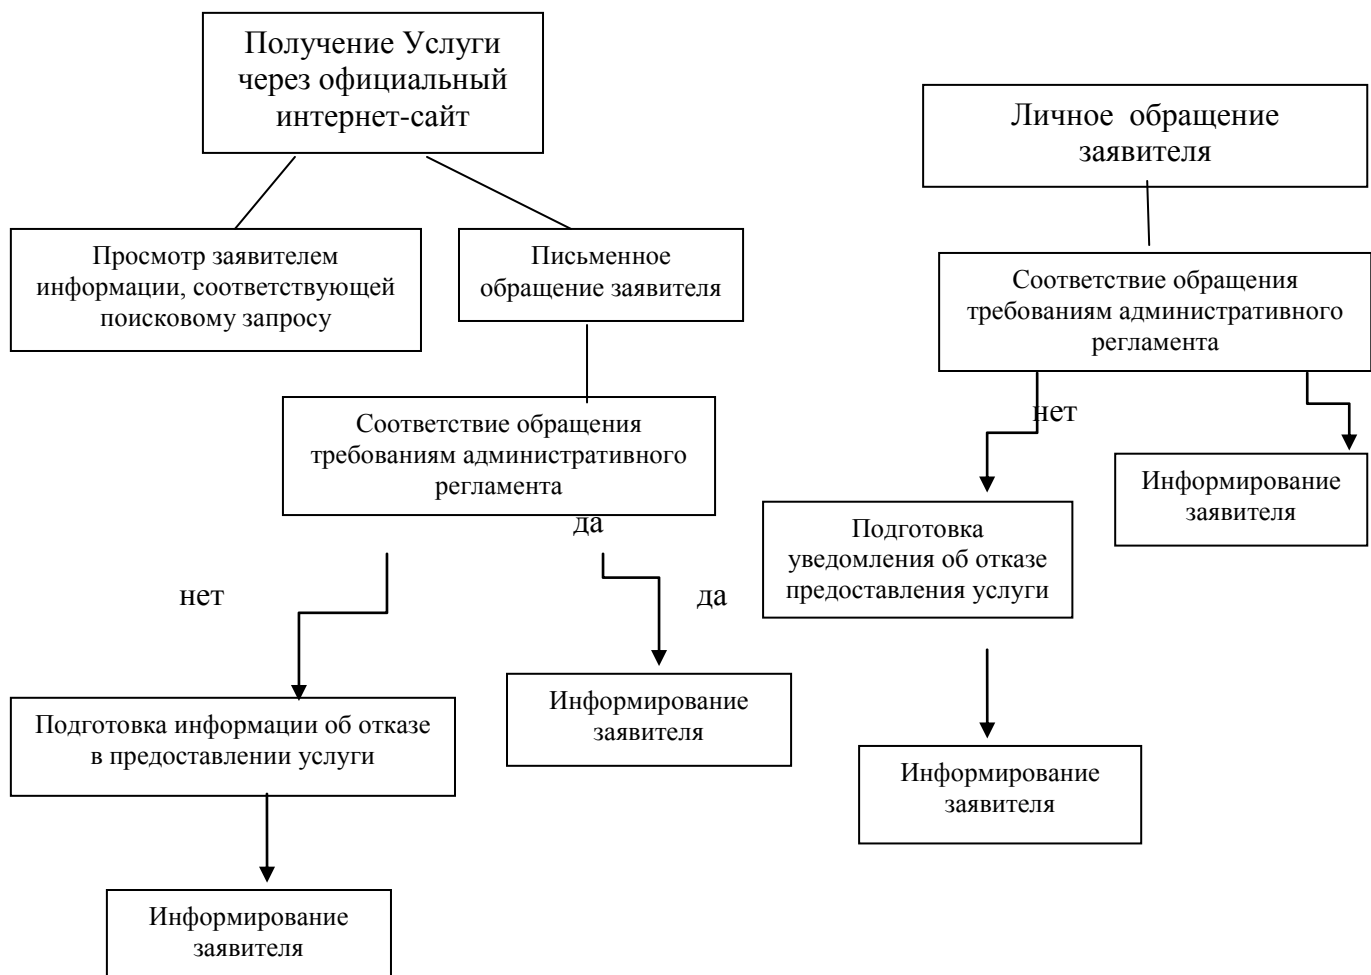 Получение Услуги
через официальный
интернет-сайт
Личное обращение
заявителя
Просмотр заявителем
информации, соответствующей
поисковому запросу
Письменное
обращение заявителя
Соответствие обращения
требованиям административного
регламента
Соответствие обращения
требованиям административного
регламента
нет
Информирование
заявителя
да
Подготовка
уведомления об отказе
предоставления услуги
нет
да
Информирование
заявителя
Подготовка информации об отказе
в предоставлении услуги
Информирование
заявителя
Информирование
заявителя